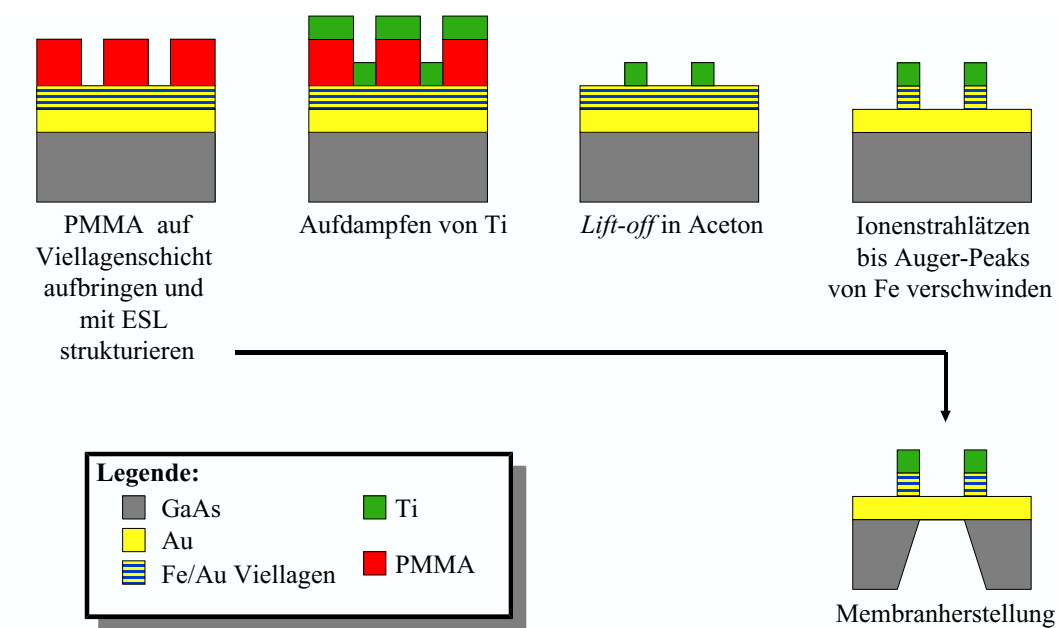 PMMA auf
Viellagenschicht
aufbringen und
mit ESL
strukturieren
Aufdampfen von Ti
Lift-off in Aceton
Ionenstrahlätzen
bis Auger-Peaks
von Fe verschwinden
Legende:
GaAs
Au
Fe/Au Viellagen
Ti
PMMA
Membranherstellung